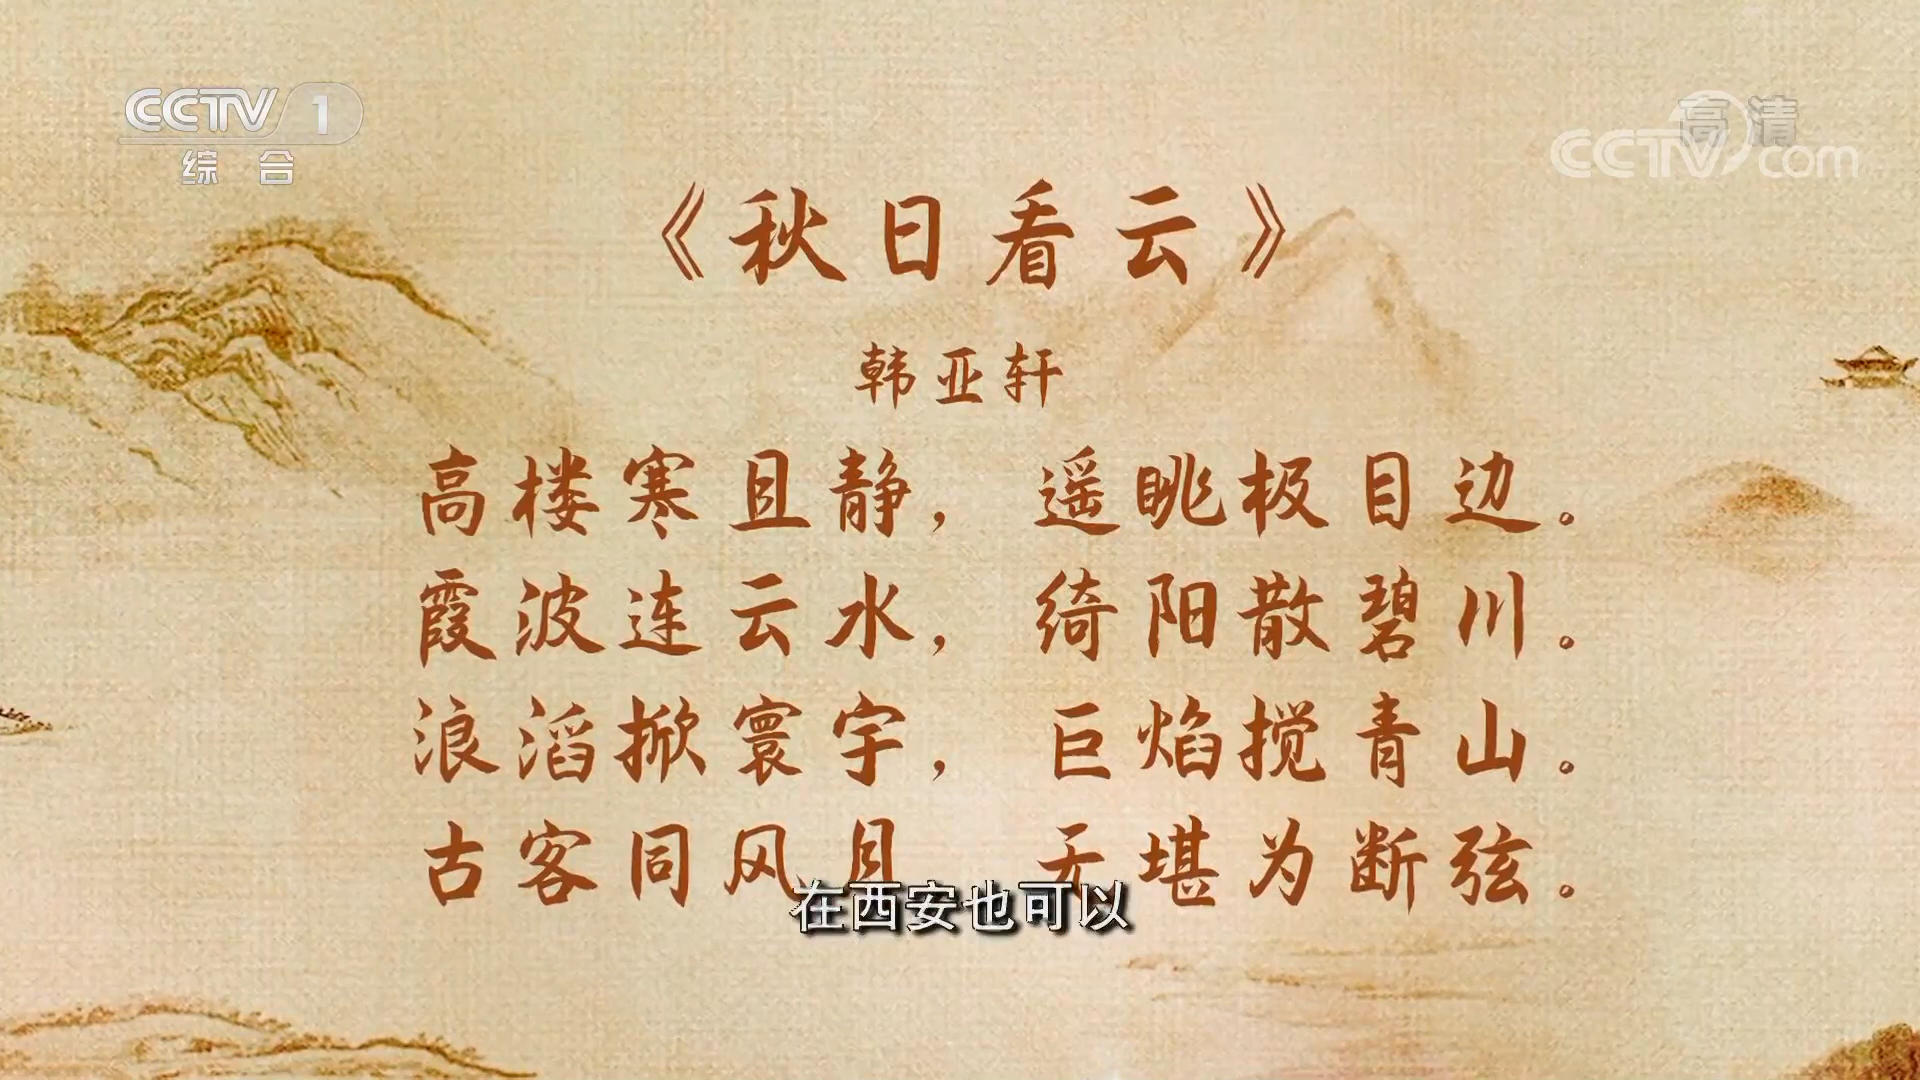 CCTV 1
综合
高清
CCTV.com
《秋日看云》
韩亚轩
高楼寒且静，遥眺极目边。
霞波连云水，绮阳散碧川。
浪滔掀寰宇，巨焰搅青山。
古客同风月 无堪为断弦。
在西安也可以